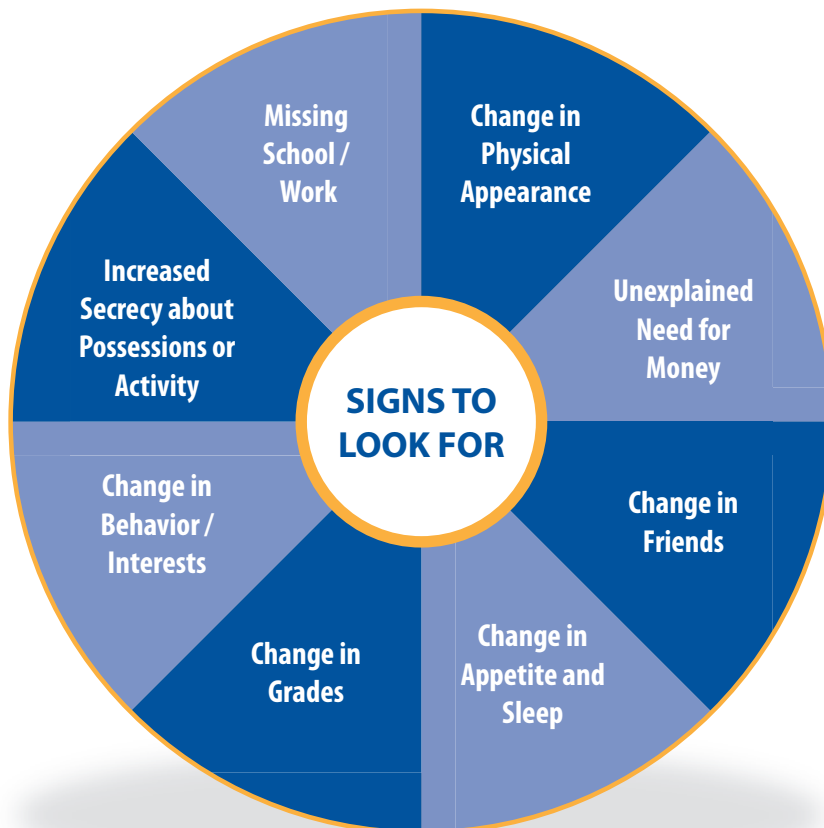 SIGNS TO
LOOK FOR
Change in
Physical
Appearance
Unexplained
Need for
Money
Change in
Friends
Change in
Appetite and
Sleep
Change in
Grades
Change in
Behavior /
Interests
Increased
Secrecy about
Possessions or
Activity
Missing
School /
Work